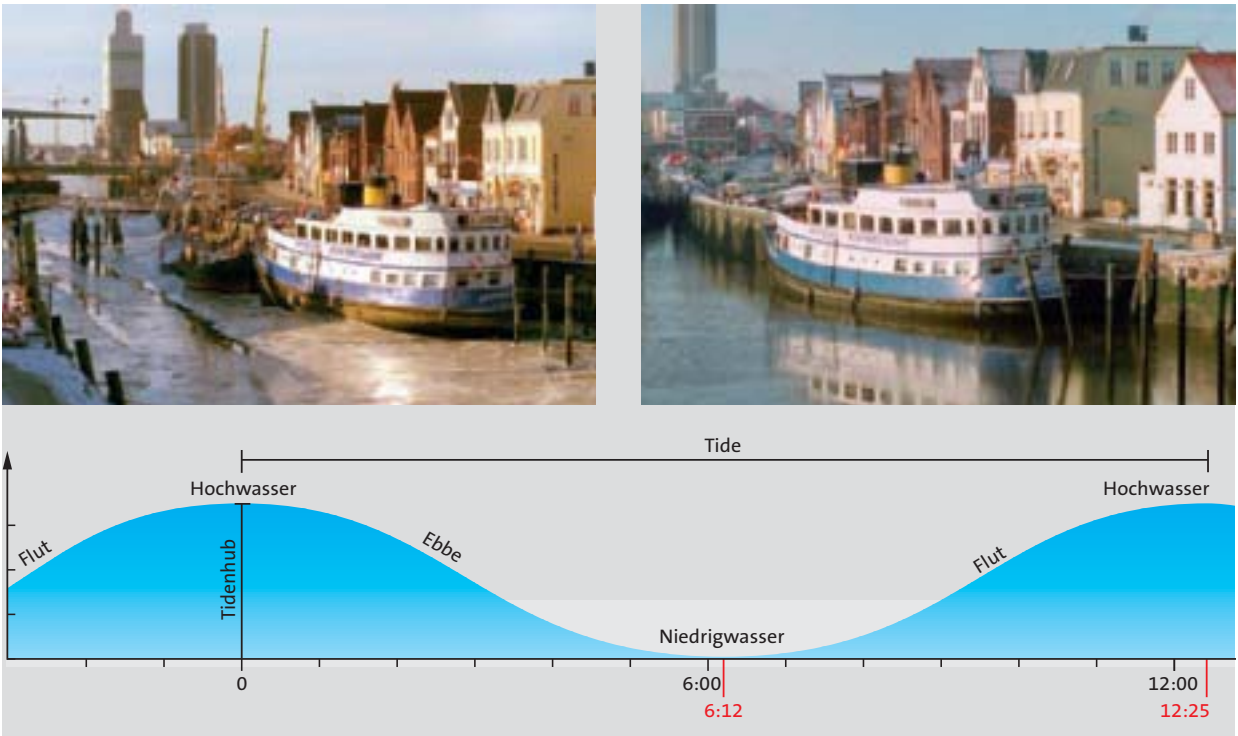 Tide
Hochwasser
Hochwasser
Flut
Ebbe
Flut
Tidenhub
Niedrigwasser
0
6:00
12:00
6:12
12:25